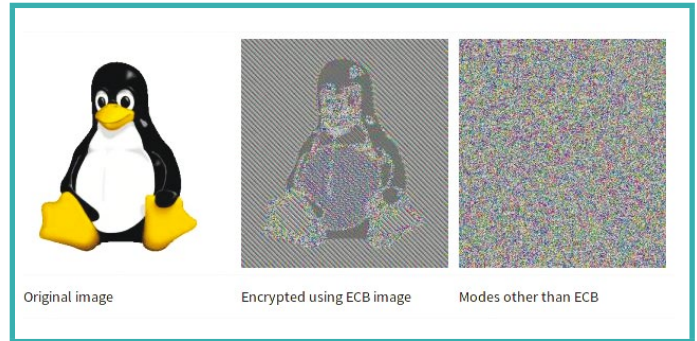 Original image
Encrypted using ECB image
Modes other than ECB